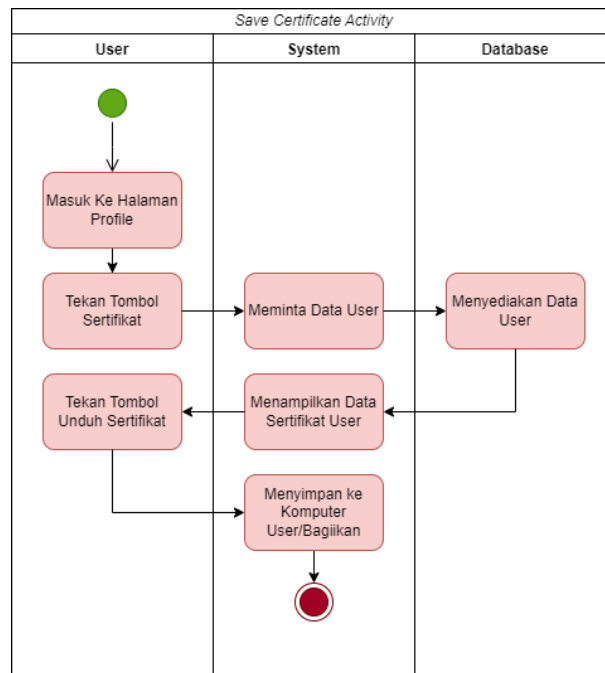 Save Certificate Activity
User
System
Database
Masuk Ke Halaman
Profile
Tekan Tombol
Sertifikat
Meminta Data User
Menyediakan Data
User
Menampilkan Data
Sertifikat User
Tekan Tombol
Unduh Sertifikat
Menyimpan ke
Komputer
User/Bagiikan